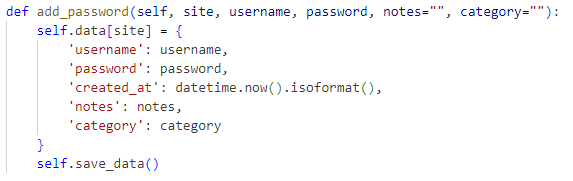 def add_password(self, site, username, password, notes="", category=""):
    self.data[site] = {
        'username': username,
        'password': password,
        'created_at': datetime.now().isoformat(),
        'notes': notes,
        'category': category
    }
    self.save_data()